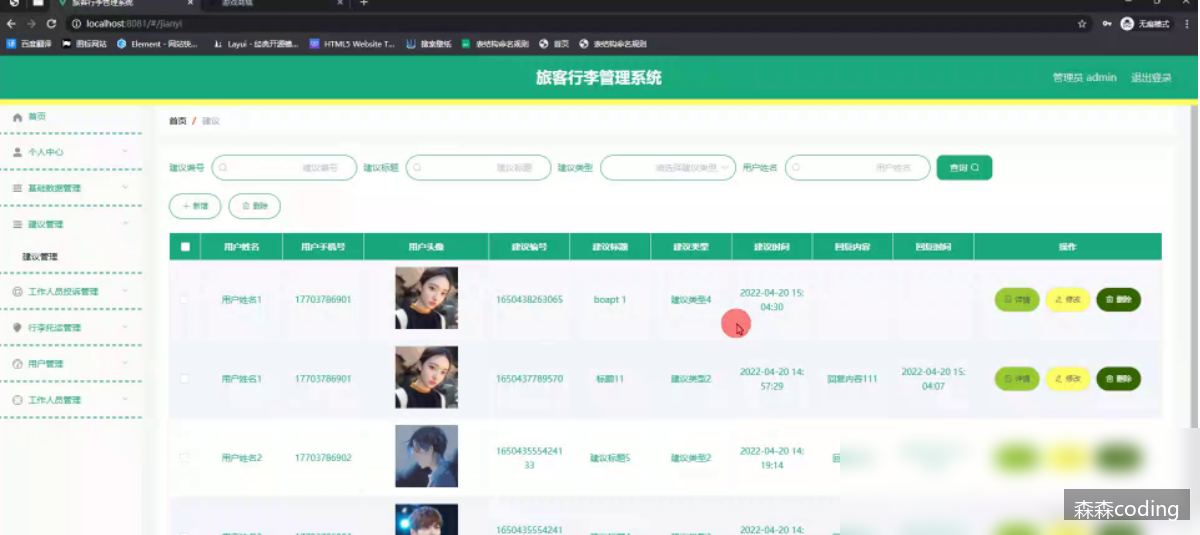 旅客行李管理系统
游戏商城
localhost:8081/#/jianyi
无痕模式
百度翻译 图标网站 Element - 网站快... Layui - 经典开源模... HTML5 Website T... 搜索壁纸 表结构命名规则 首页 表结构命名规则
旅客行李管理系统
管理员 admin 退出登录
首页
个人中心
基础数据管理
建议管理
建议管理
工作人员投诉管理
行李托运管理
用户管理
工作人员管理
首页 / 建议
建议编号 建议编号 建议标题 建议标题 建议类型 请选择建议类型 用户姓名 用户姓名 查询
+ 新增 删除
用户姓名 用户手机号 用户头像 建议编号 建议标题 建议类型 建议时间 回复内容 回复时间 操作
用户姓名1 17703786901 1650438263065 boapt 1 建议类型4 2022-04-20 15:
04:30
详情 修改 删除
用户姓名1 17703786901 1650437789570 标题11 建议类型2 2022-04-20 14:
57:29
回复内容111 2022-04-20 15:
04:07
详情 修改 删除
用户姓名2 17703786902 1650435554241
33
建议标题5 建议类型2 2022-04-20 14:
19:14
1650435554241
2022-04-20 14:
森森coding